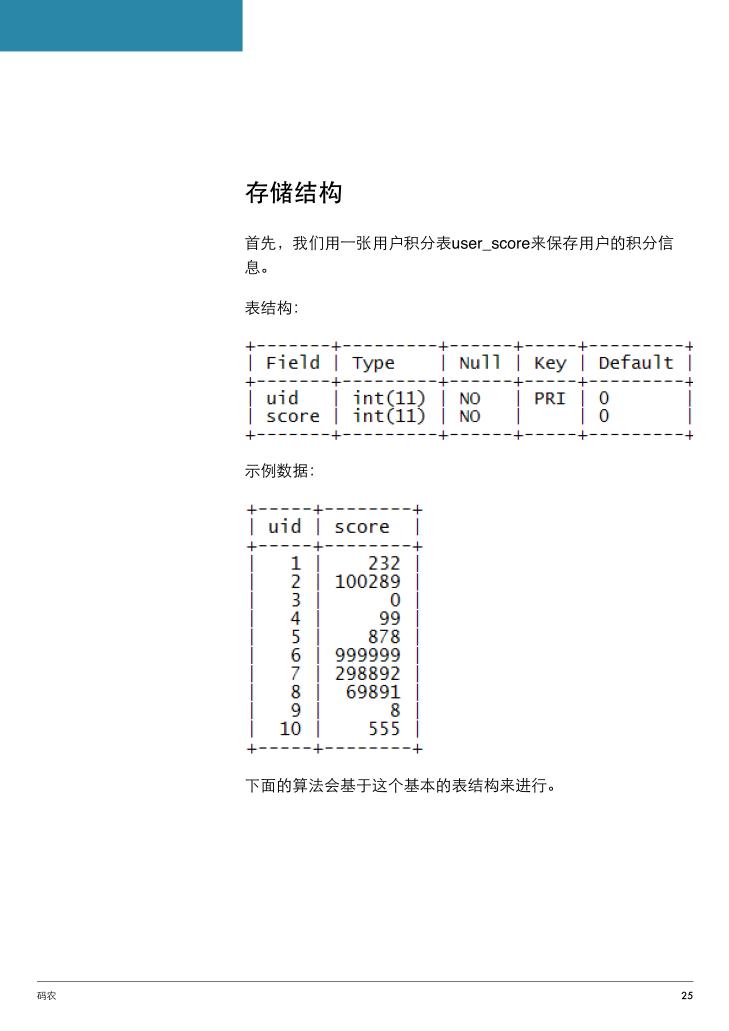 存储结构
首先，我们用一张用户积分表user_score来保存用户的积分信
息。
表结构：
+-------+---------+------+-----+---------+
| Field | Type    | Null | Key | Default |
+-------+---------+------+-----+---------+
| uid   | int(11) | NO   | PRI | 0       |
| score | int(11) | NO   |     | 0       |
+-------+---------+------+-----+---------+
示例数据：
+-----+--------+
| uid | score  |
+-----+--------+
|   1 |    232 |
|   2 | 100289 |
|   3 |      0 |
|   4 |     99 |
|   5 |    878 |
|   6 | 999999 |
|   7 | 298892 |
|   8 |  69891 |
|   9 |      8 |
|  10 |    555 |
+-----+--------+
下面的算法会基于这个基本的表结构来进行。
码农 25